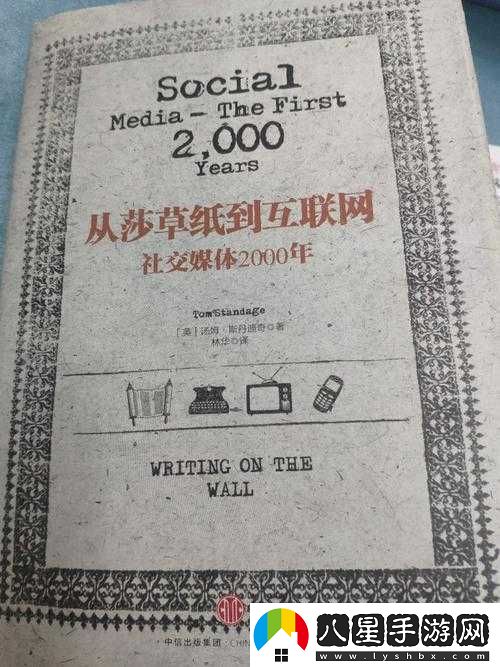 Social
Media – The First
2,000
Years
从莎草纸到互联网
社交媒体2000年
Tom Standage
［英］汤姆·斯丹迪奇◎著
林华◎译
WRITING ON THE
WALL
中信出版集团·CHIN
八星手游网
www.lyshbx.com